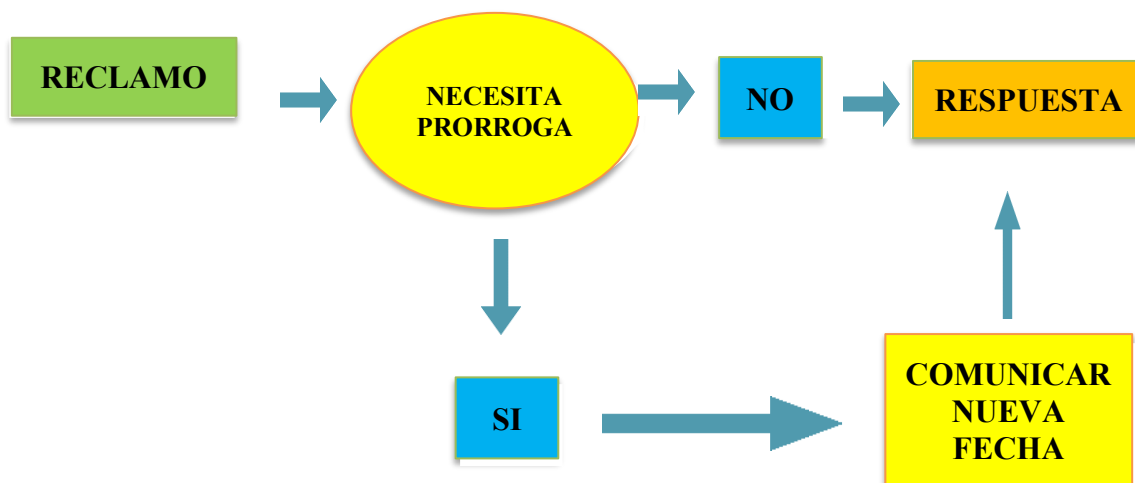 RECLAMO
NECESITA
PRORROGA
NO
RESPUESTA
SI
COMUNICAR
NUEVA
FECHA